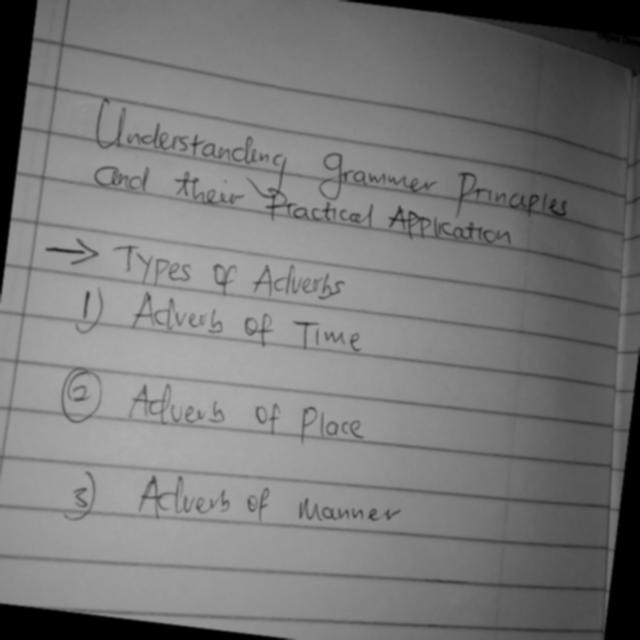 Understanding grammer Principles
and their Practical Application
→ Types of Adverbs
1) Adverb of Time
② Adverb of Place
3) Adverb of Manner